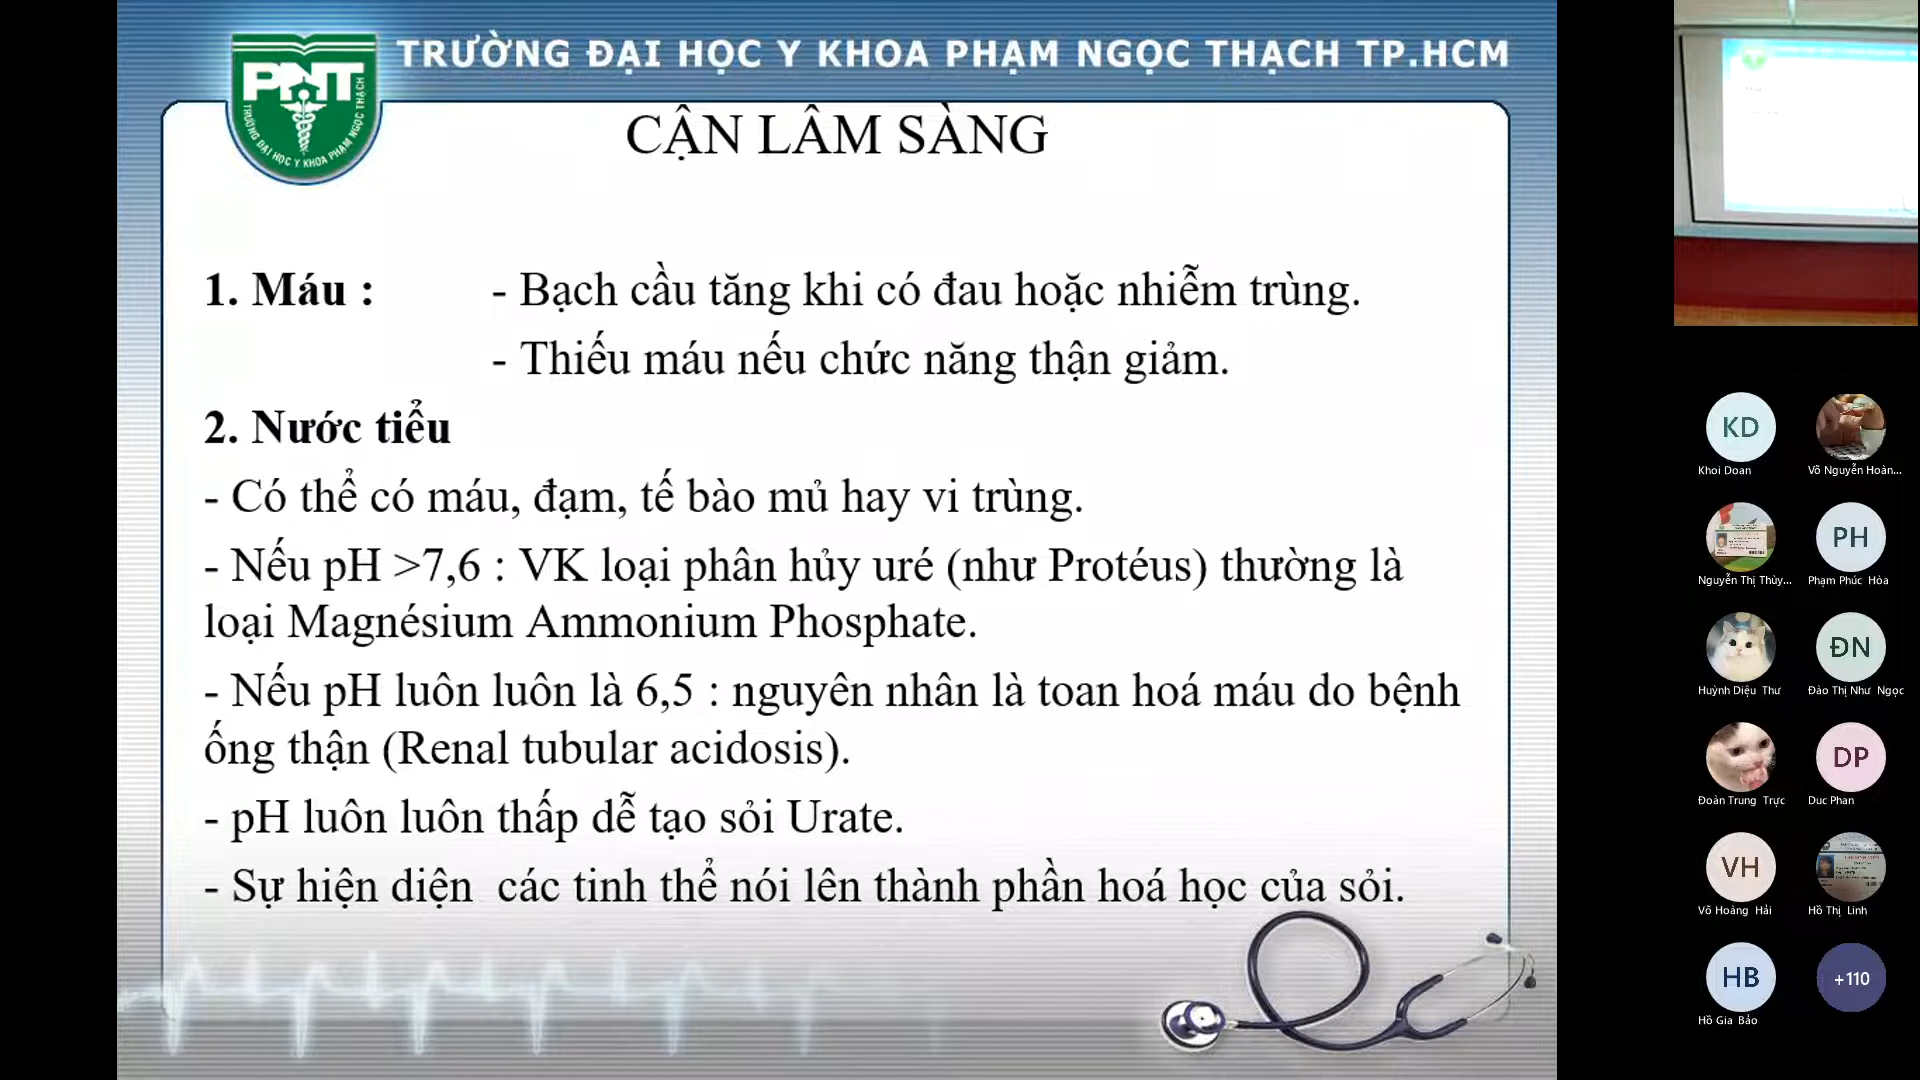 TRƯỜNG ĐẠI HỌC Y KHOA PHẠM NGỌC THẠCH TP.HCM
PNT
TRƯỜNG ĐẠI HỌC Y KHOA PHẠM NGỌC THẠCH
CẬN LÂM SÀNG
1. Máu : - Bạch cầu tăng khi có đau hoặc nhiễm trùng.
- Thiếu máu nếu chức năng thận giảm.
2. Nước tiểu
- Có thể có máu, đạm, tế bào mủ hay vi trùng.
- Nếu pH >7,6 : VK loại phân hủy uré (như Protéus) thường là
loại Magnésium Ammonium Phosphate.
- Nếu pH luôn luôn là 6,5 : nguyên nhân là toan hoá máu do bệnh
ống thận (Renal tubular acidosis).
- pH luôn luôn thấp dễ tạo sỏi Urate.
- Sự hiện diện các tinh thể nói lên thành phần hoá học của sỏi.
KD
Khoi Doan
Võ Nguyễn Hoàn...
Nguyễn Thị Thùy...
PH
Phạm Phúc Hòa
Huỳnh Diệu Thư
ĐN
Đào Thị Như Ngọc
Đoàn Trung Trực
DP
Duc Phan
VH
Võ Hoàng Hải
Hồ Thị Linh
HB
Hồ Gia Bảo
+110